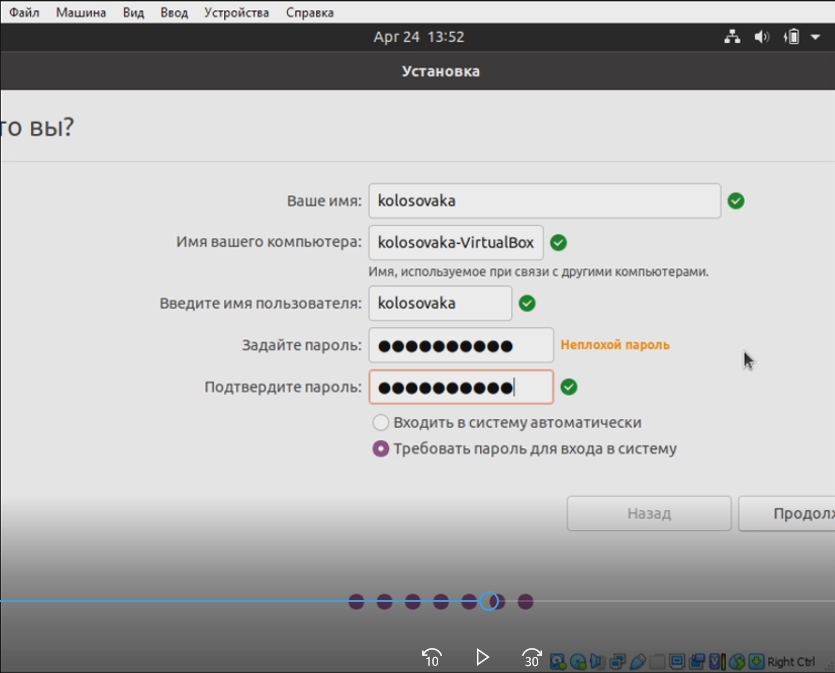 Файл Машина Вид Ввод Устройства Справка
Apr 24 13:52
Установка
то вы?
Ваше имя: kolosovaka
Имя вашего компьютера: kolosovaka-VirtualBox
Имя, используемое при связи с другими компьютерами.
Введите имя пользователя: kolosovaka
Задайте пароль: ●●●●●●●●●● Неплохой пароль
Подтвердите пароль: ●●●●●●●●●●
Входить в систему автоматически
Требовать пароль для входа в систему
Назад Продолж
10 30 Right Ctrl